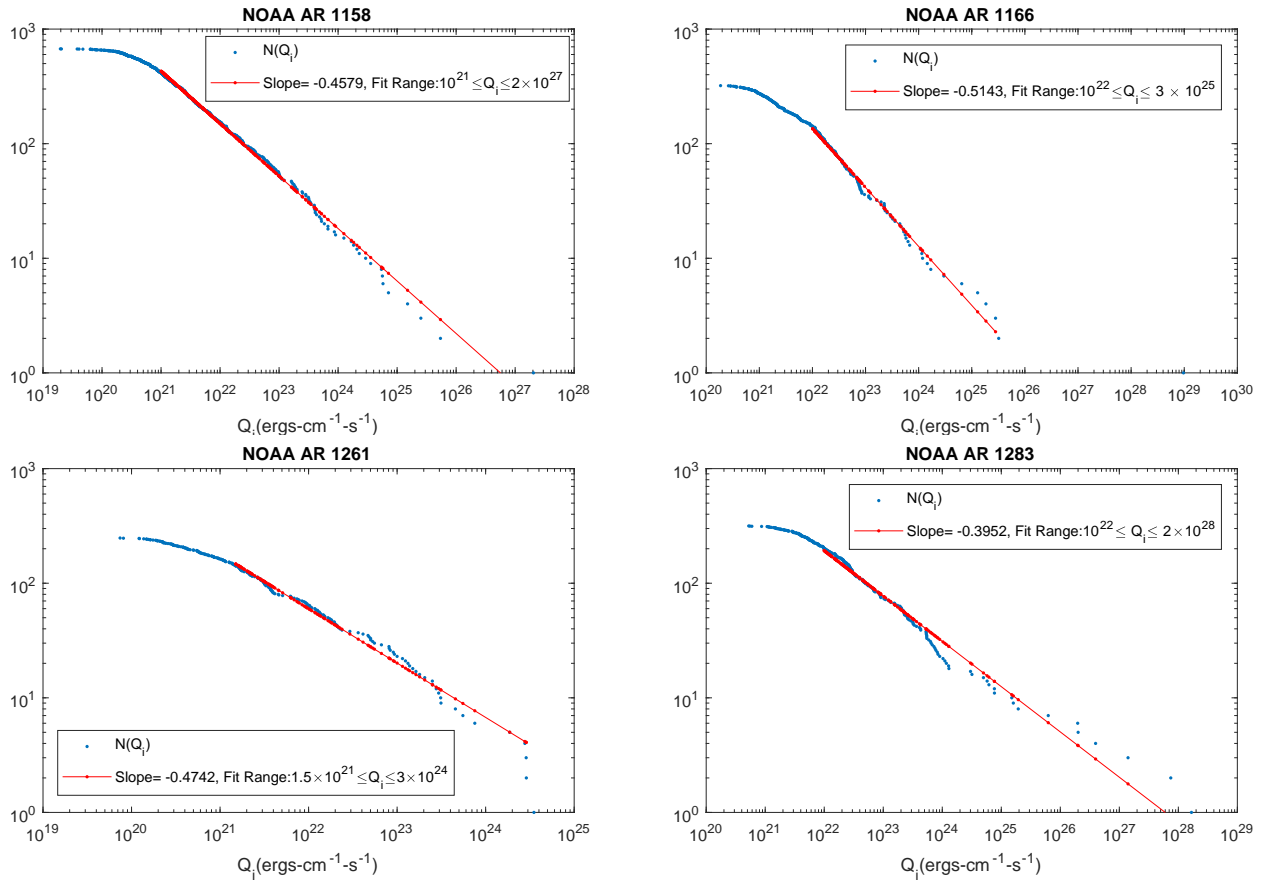 NOAA AR 1158
10^3
10^2
10^1
10^0
N(Q_i)
Slope= -0.4579, Fit Range:10^21 ≤Q_i≤2×10^27
10^19 10^20 10^21 10^22 10^23 10^24 10^25 10^26 10^27 10^28
Q_i(ergs-cm^-1-s^-1)
NOAA AR 1166
10^3
10^2
10^1
10^0
N(Q_i)
Slope= -0.5143, Fit Range:10^22 ≤Q_i≤ 3 × 10^25
10^20 10^21 10^22 10^23 10^24 10^25 10^26 10^27 10^28 10^29 10^30
Q_i(ergs-cm^-1-s^-1)
NOAA AR 1261
10^3
10^2
10^1
10^0
N(Q_i)
Slope= -0.4742, Fit Range:1.5×10^21 ≤Q_i≤3×10^24
10^19 10^20 10^21 10^22 10^23 10^24 10^25
Q_i(ergs-cm^-1-s^-1)
NOAA AR 1283
10^3
10^2
10^1
10^0
N(Q_i)
Slope= -0.3952, Fit Range:10^22 ≤ Q_i ≤ 2×10^28
10^20 10^21 10^22 10^23 10^24 10^25 10^26 10^27 10^28 10^29
Q_i(ergs-cm^-1-s^-1)